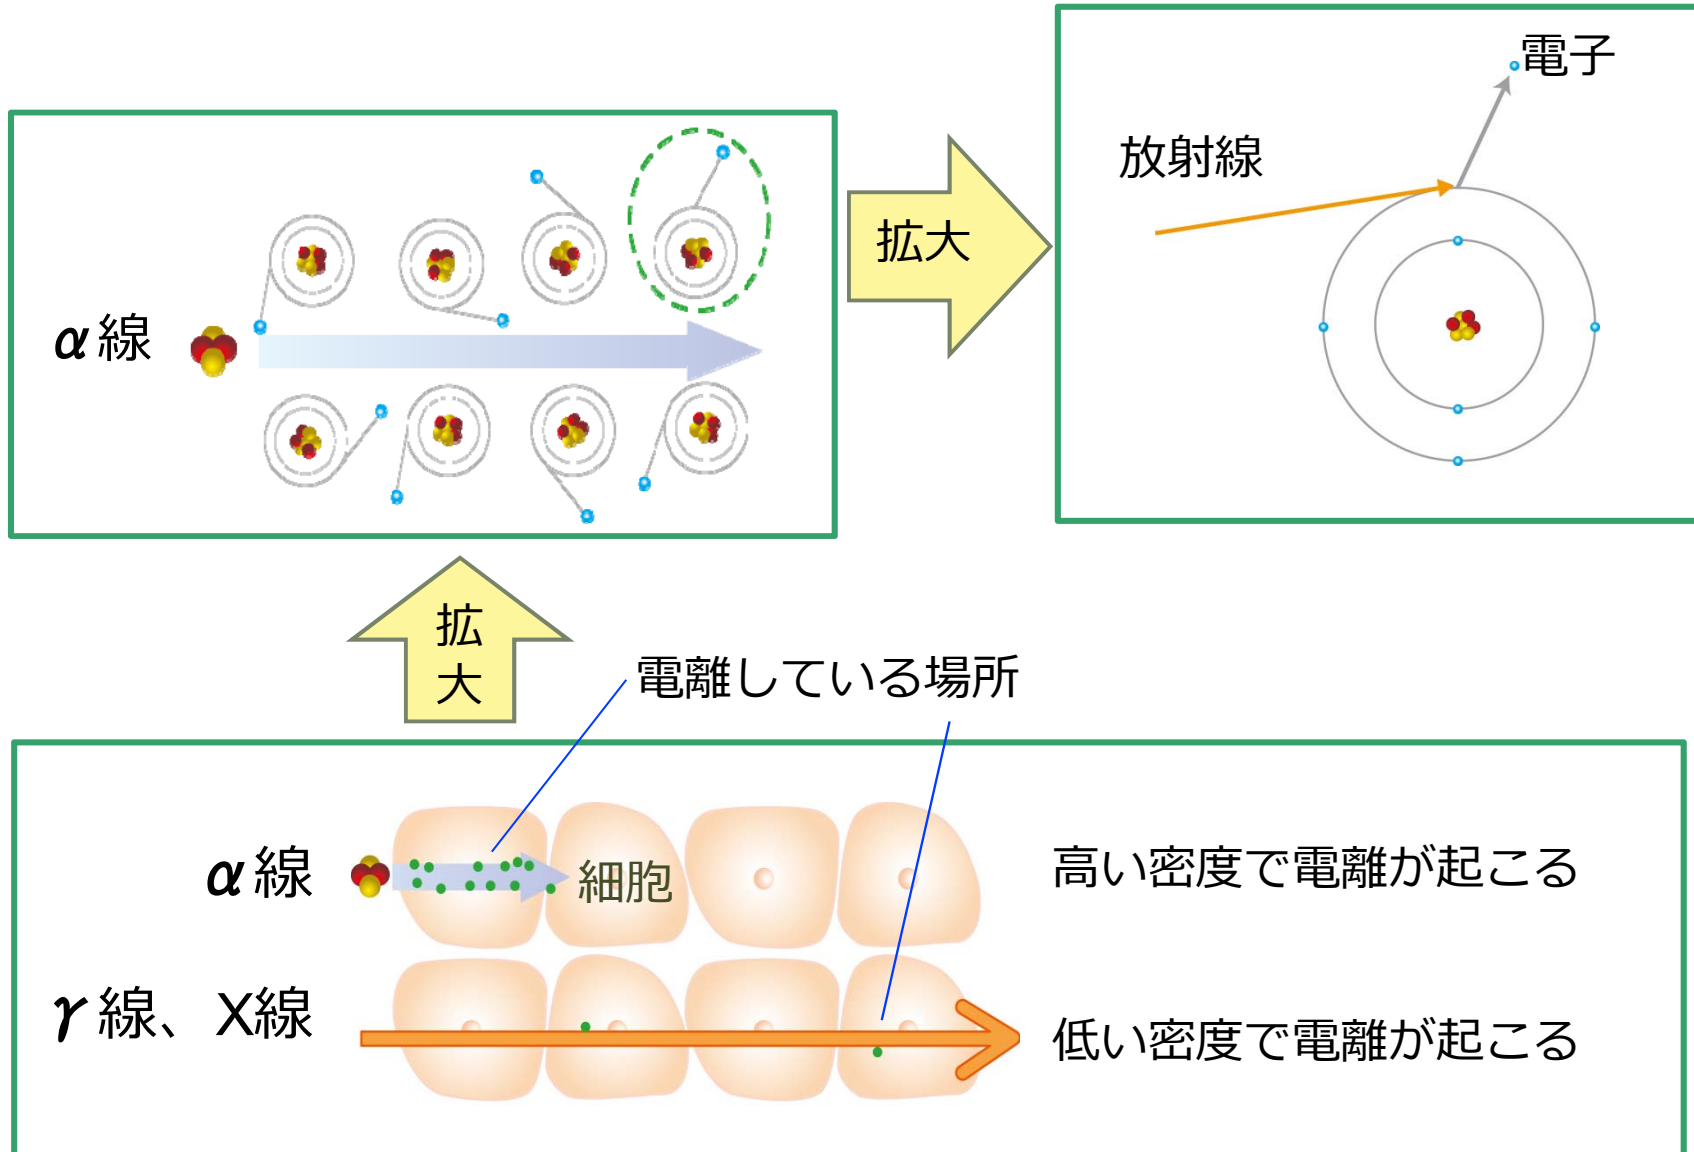 電子
放射線
拡大
α線
拡
大
電離している場所
α線
細胞
高い密度で電離が起こる
γ線、X線
低い密度で電離が起こる